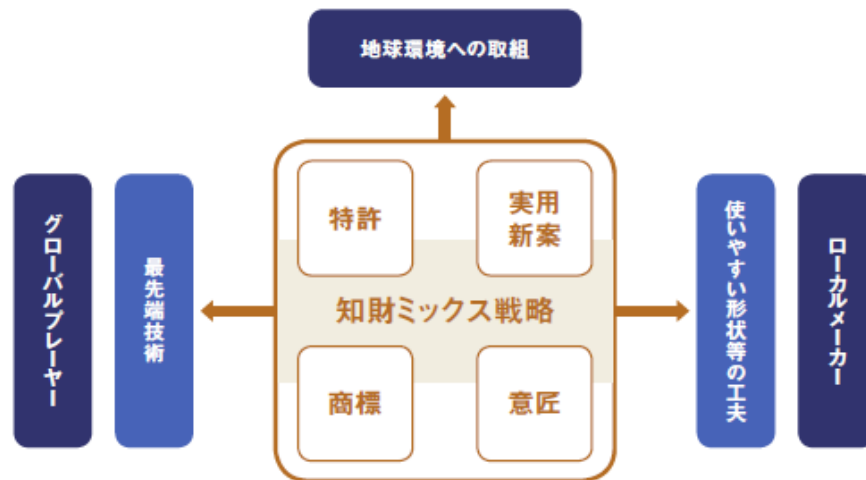 地球環境への取組
グローバルプレーヤー
最先端技術
特許
実用
新案
知財ミックス戦略
商標
意匠
使いやすい形状等の工夫
ローカルメーカー